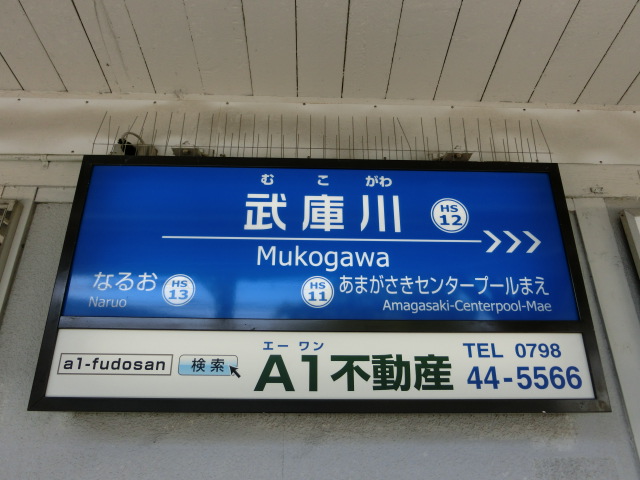 むこがわ
武庫川 HS 12
Mukogawa
なるお HS 13
Naruo
HS 11 あまがさきセンタープールまえ
Amagasaki-Centerpool-Mae
a1-fudosan 検索
エー ワン
A1不動産
TEL 0798
44-5566